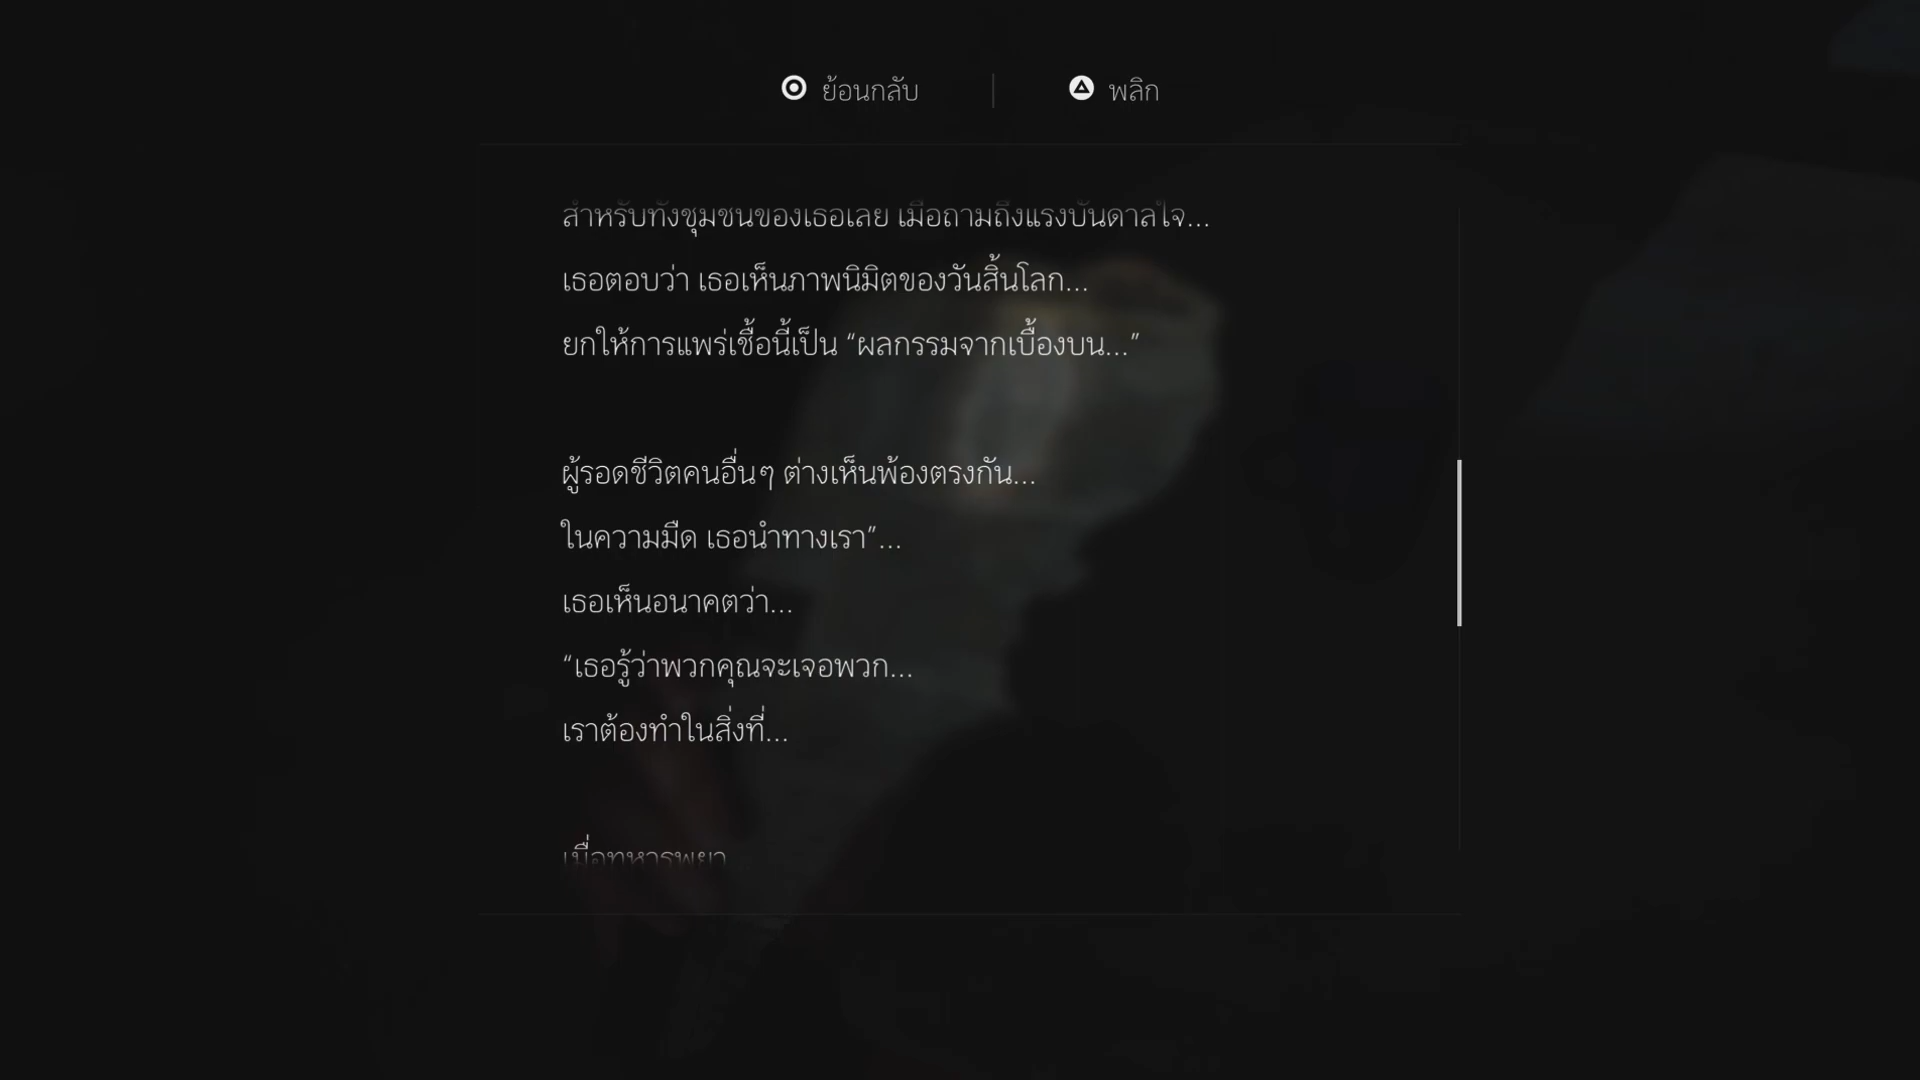 ย้อนกลับ
พลิก
สำหรับทั้งชุมชนของเธอเลย เมื่อถามถึงแรงบันดาลใจ...
เธอตอบว่า เธอเห็นภาพนิมิตของวันสิ้นโลก...
ยกให้การแพร่เชื้อนี้เป็น “ผลกรรมจากเบื้องบน...”
ผู้รอดชีวิตคนอื่นๆ ต่างเห็นพ้องตรงกัน...
ในความมืด เธอนำทางเรา”...
เธอเห็นอนาคตว่า...
“เธอรู้ว่าพวกคุณจะเจอพวก...
เราต้องทำในสิ่งที่...
เมื่อทหารพยา...